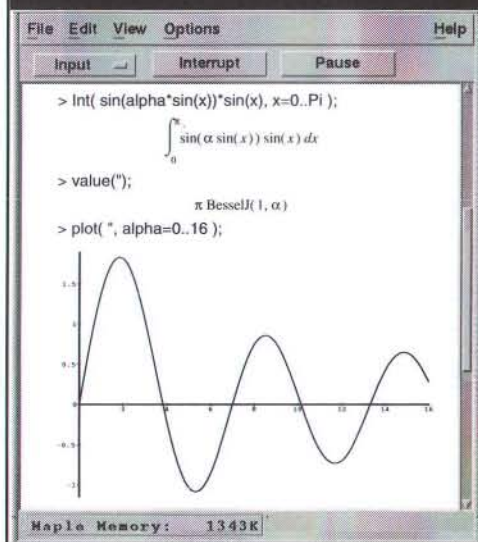 File Edit View Options Help
Input Interrupt Pause
> Int( sin(alpha*sin(x))*sin(x), x=0..Pi );
∫₀^π sin( α sin( x ) ) sin( x ) dx
> value(");
π BesselJ( 1, α )
> plot( ", alpha=0..16 );
1.5
1
0.5
0 2 4 6 8 10 12 14 16
-0.5
-1
Maple Memory: 1343K